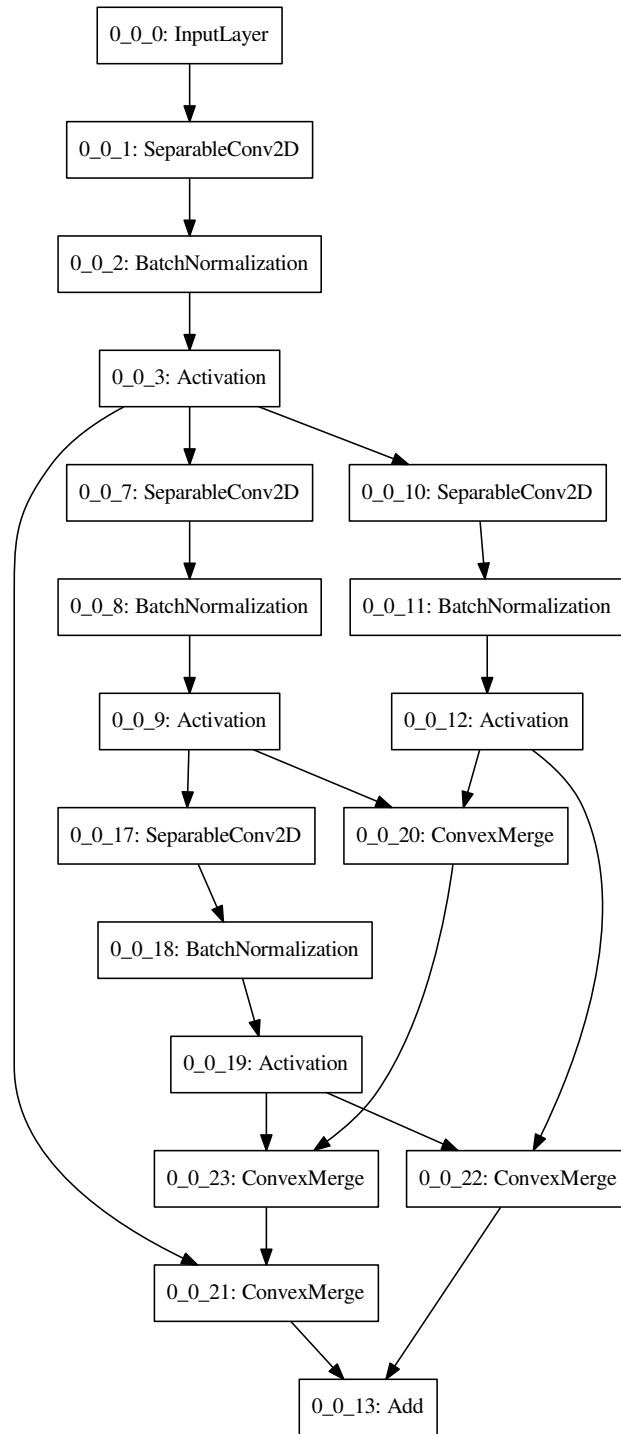 0_0_0: InputLayer
0_0_1: SeparableConv2D
0_0_2: BatchNormalization
0_0_3: Activation
0_0_7: SeparableConv2D
0_0_10: SeparableConv2D
0_0_8: BatchNormalization
0_0_11: BatchNormalization
0_0_9: Activation
0_0_12: Activation
0_0_17: SeparableConv2D
0_0_20: ConvexMerge
0_0_18: BatchNormalization
0_0_19: Activation
0_0_23: ConvexMerge
0_0_22: ConvexMerge
0_0_21: ConvexMerge
0_0_13: Add